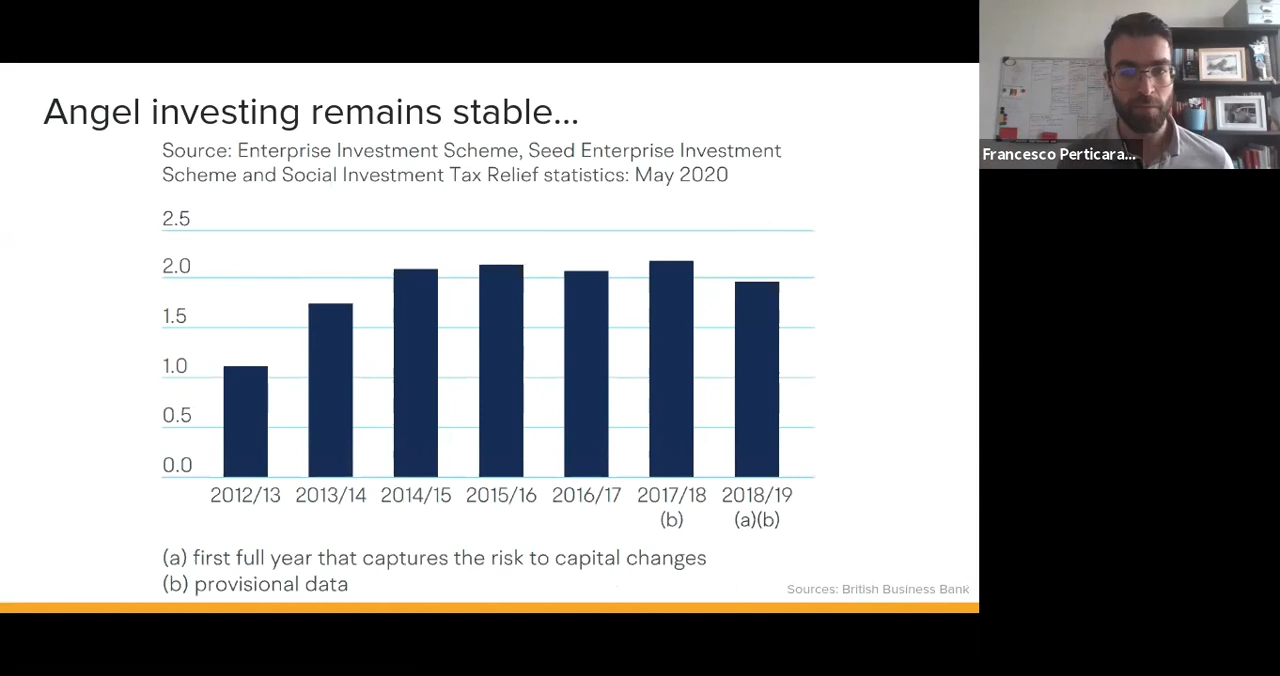 Angel investing remains stable...
Source: Enterprise Investment Scheme, Seed Enterprise Investment
Scheme and Social Investment Tax Relief statistics: May 2020
2.5
2.0
1.5
1.0
0.5
0.0
2012/13 2013/14 2014/15 2015/16 2016/17 2017/18 2018/19
(b) (a)(b)
(a) first full year that captures the risk to capital changes
(b) provisional data
Sources: British Business Bank
Francesco Perticara...